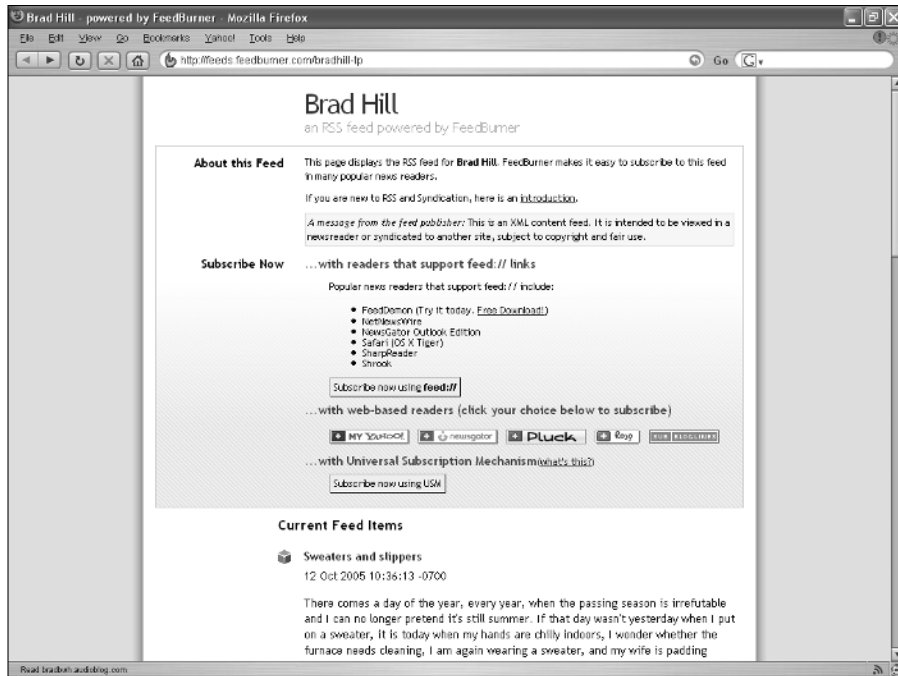 Brad Hill - powered by FeedBurner - Mozilla Firefox
File Edit View Go Bookmarks Yahoo! Tools Help
http://feeds.feedburner.com/bradhill-lp Go G
Brad Hill
an RSS feed powered by FeedBurner
About this Feed
This page displays the RSS feed for Brad Hill. FeedBurner makes it easy to subscribe to this feed
in many popular news readers.
If you are new to RSS and Syndication, here is an introduction.
A message from the feed publisher: This is an XML content feed. It is intended to be viewed in a
newsreader or syndicated to another site, subject to copyright and fair use.
Subscribe Now
...with readers that support feed:// links
Popular news readers that support feed:// include:
• FeedDemon (Try it today. Free Download!)
• NetNewsWire
• NewsGator Outlook Edition
• Safari (OS X Tiger)
• SharpReader
• Shrook
Subscribe now using feed://
...with web-based readers (click your choice below to subscribe)
MY YAHOO! newsgator Pluck Rojo SUB BLOGLINES
...with Universal Subscription Mechanism(what's this?)
Subscribe now using USM
Current Feed Items
Sweaters and slippers
12 Oct 2005 10:36:13 -0700
There comes a day of the year, every year, when the passing season is irrefutable
and I can no longer pretend it's still summer. If that day wasn't yesterday when I put
on a sweater, it is today when my hands are chilly indoors, I wonder whether the
furnace needs cleaning, I am again wearing a sweater, and my wife is padding
Read bradhill.audioblog.com